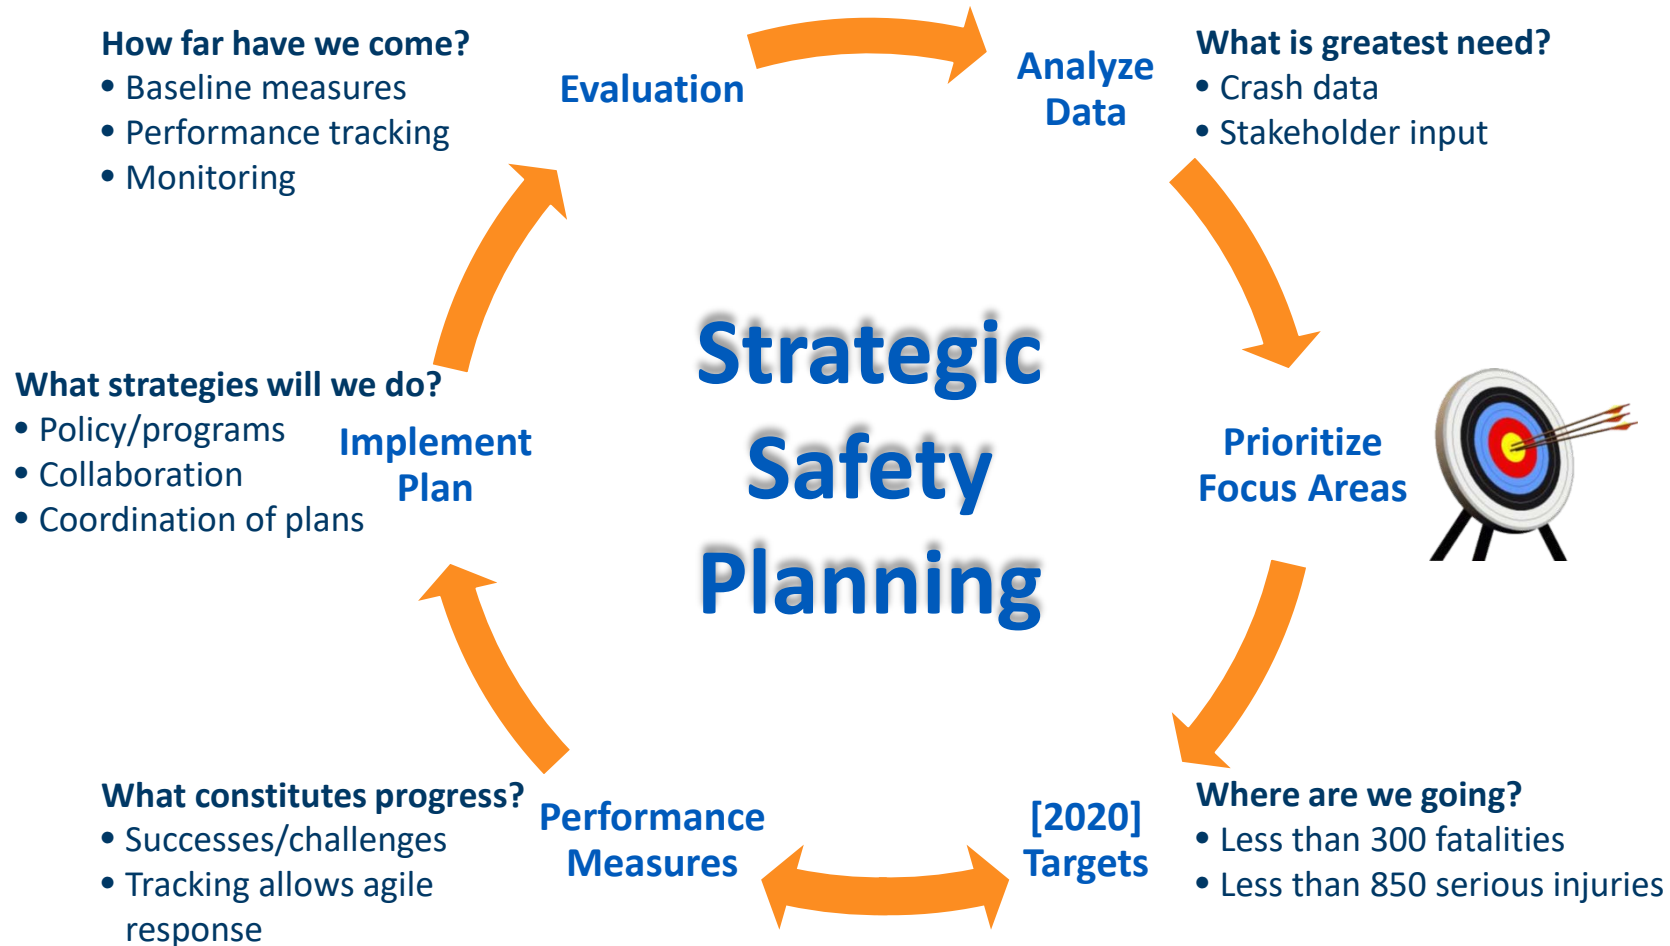 How far have we come?
• Baseline measures
• Performance tracking
• Monitoring
Evaluation
Analyze
Data
What is greatest need?
• Crash data
• Stakeholder input
What strategies will we do?
• Policy/programs
• Collaboration
• Coordination of plans
Implement
Plan
Strategic
Safety
Planning
Prioritize
Focus Areas
What constitutes progress?
• Successes/challenges
• Tracking allows agile
response
Performance
Measures
[2020]
Targets
Where are we going?
• Less than 300 fatalities
• Less than 850 serious injuries